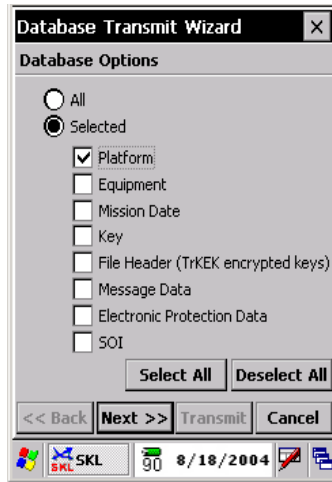 Database Transmit Wizard
Database Options
All
Selected
Platform
Equipment
Mission Date
Key
File Header (TrKEK encrypted keys)
Message Data
Electronic Protection Data
SOI
Select All Deselect All
<< Back Next >> Transmit Cancel
SKL SKL 90 8/18/2004